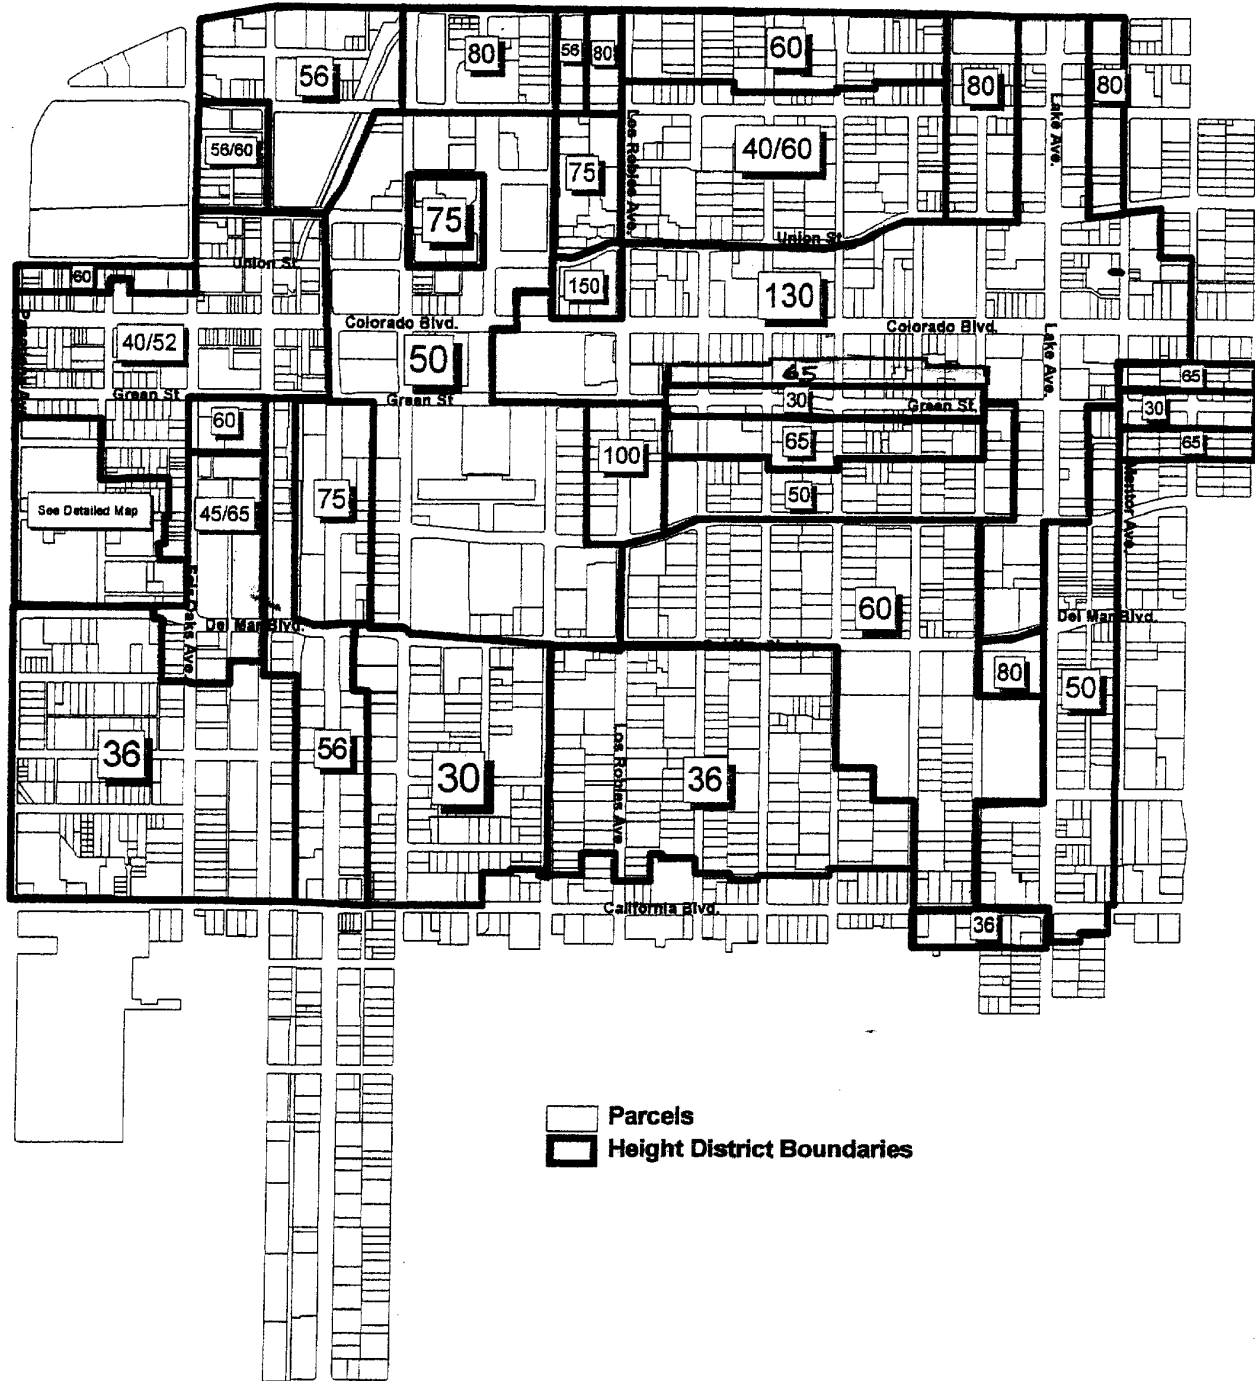 56
80
56
80
60
80
80
Lake Ave.
56/60
75
75
Los Robles Ave.
40/60
Union St.
Union St
60
150
130
Colorado Blvd.
Colorado Blvd.
Lake Ave.
40/52
50
65
65
Green St
Green St
30
Green St.
30
60
65
65
100
See Detailed Map
45/65
75
50
Mentor Ave.
Fair Oaks Ave.
Del Mar Blvd.
60
Del Mar Blvd.
80
50
36
56
30
Los Robles Ave
36
California Blvd.
36
Parcels
Height District Boundaries